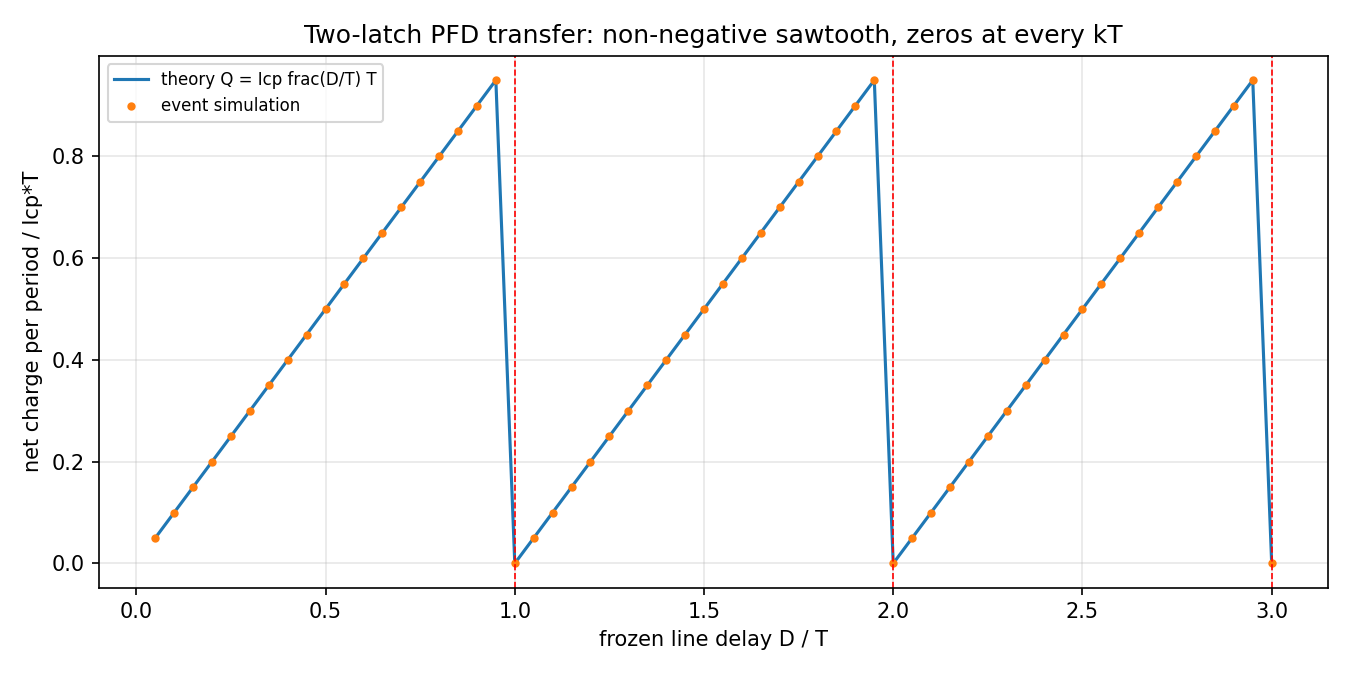 Two-latch PFD transfer: non-negative sawtooth, zeros at every kT
theory Q = Icp frac(D/T) T
event simulation
net charge per period / Icp*T
0.8
0.6
0.4
0.2
0.0
0.0 0.5 1.0 1.5 2.0 2.5 3.0
frozen line delay D / T